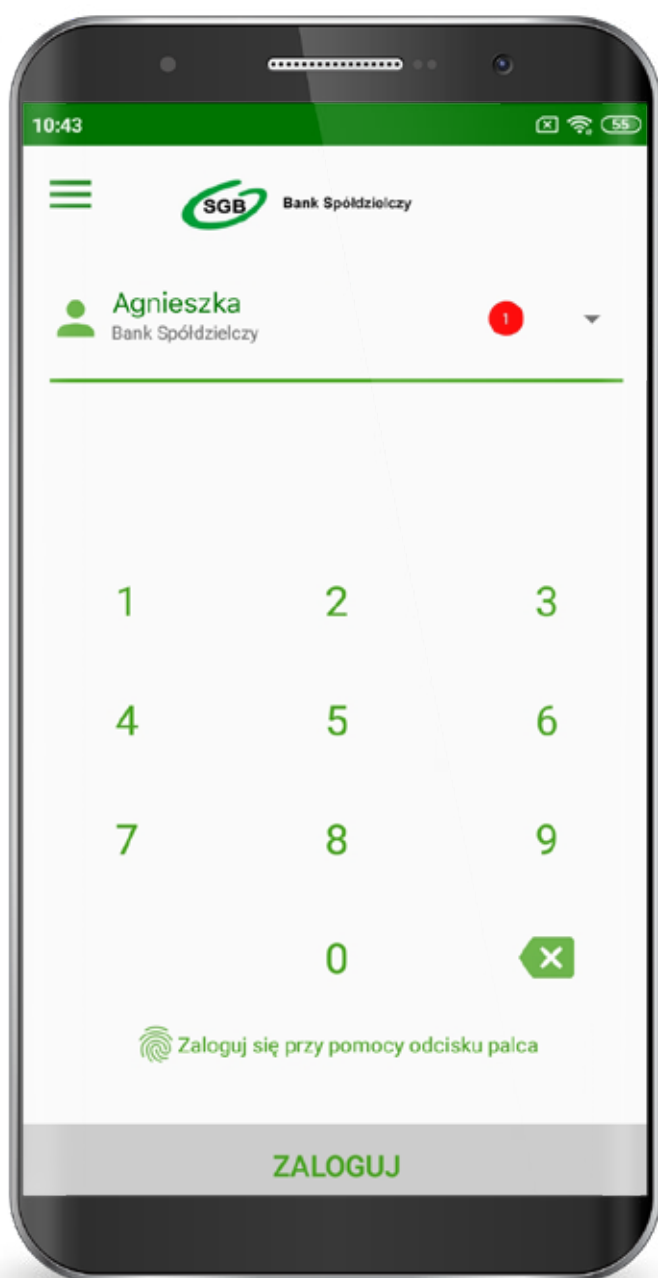 10:43
55
SGB Bank Spółdzielczy
Agnieszka
1
Bank Spółdzielczy
1 2 3
4 5 6
7 8 9
0
Zaloguj się przy pomocy odcisku palca
ZALOGUJ